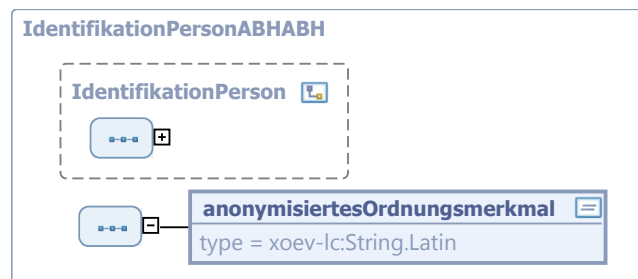 IdentifikationPersonABHABH
IdentifikationPerson
anonymisiertesOrdnungsmerkmal
type = xoev-lc:String.Latin